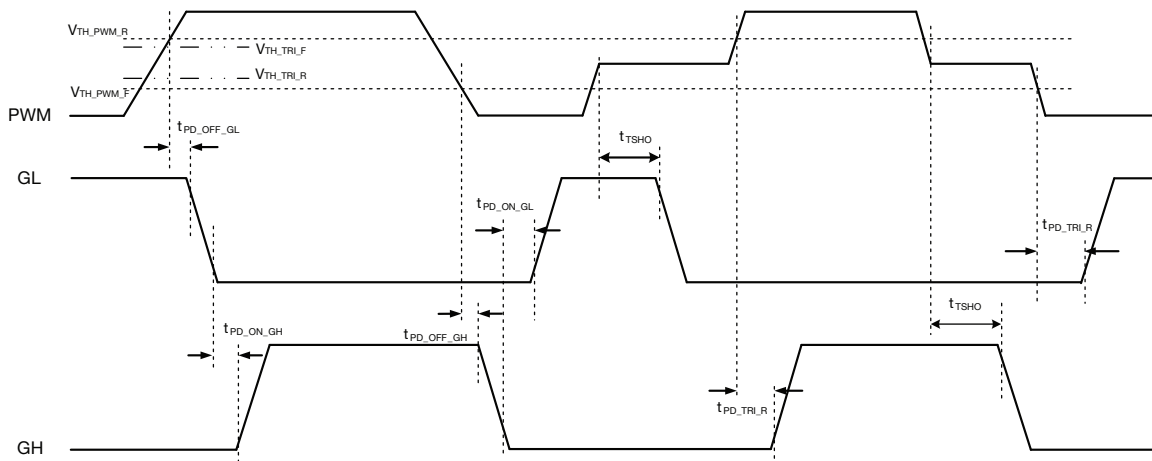 VTH_PWM_R
VTH_TRI_F
VTH_TRI_R
VTH_PWM_F
PWM
tPD_OFF_GL
tTSHO
GL
tPD_ON_GL
tPD_TRI_R
tTSHO
tPD_ON_GH
tPD_OFF_GH
tPD_TRI_R
GH